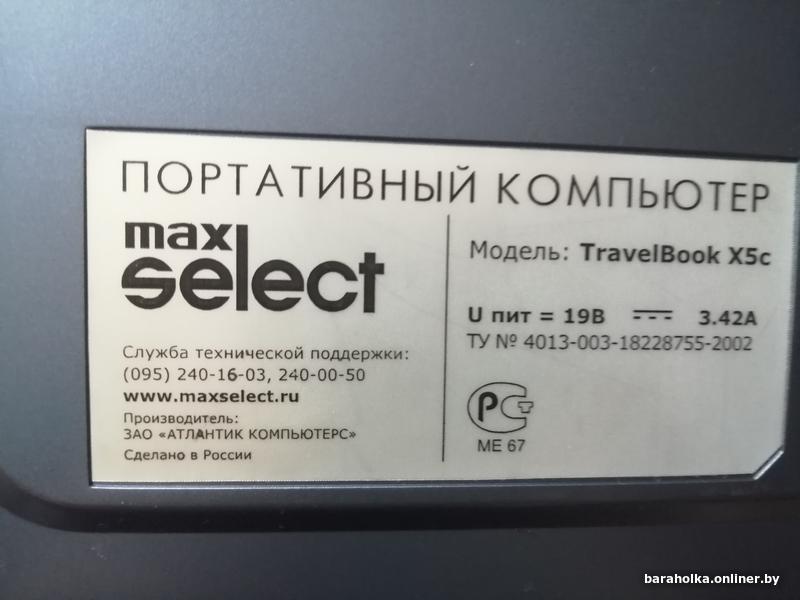 ПОРТАТИВНЫЙ КОМПЬЮТЕР
max
select
Служба технической поддержки:
(095) 240-16-03, 240-00-50
www.maxselect.ru
Производитель:
ЗАО «АТЛАНТИК КОМПЬЮТЕРС»
Сделано в России
Модель: TravelBook X5c
U пит = 19В 3.42А
ТУ № 4013-003-18228755-2002
РСТ
МЕ 67
baraholka.onliner.by